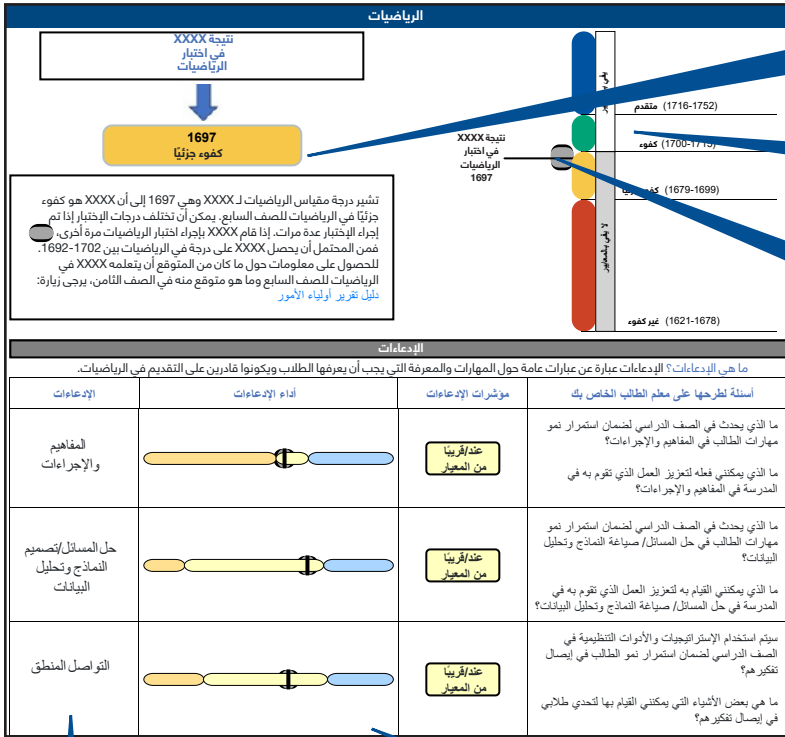 الرياضيات
نتيجة XXXX
في اختبار
الرياضيات
1697
كفوء جزئيًا
تشير درجة مقياس الرياضيات لـ XXXX وهي 1697 إلى أن XXXX هو كفوء
جزئيًا في الرياضيات للصف السابع. يمكن أن تختلف درجات الإختبار إذا تم
إجراء الإختبار عدة مرات. إذا قام XXXX بإجراء اختبار الرياضيات مرة أخرى،
فمن المحتمل أن يحصل XXXX على درجة في الرياضيات بين 1702-1692.
للحصول على معلومات حول ما كان من المتوقع أن يتعلمه XXXX في
الرياضيات للصف السابع وما هو متوقع منه في الصف الثامن، يرجى زيارة:
دليل تقرير أولياء الأمور
(1716-1752) متقدم
(1700-1715) كفوء
نتيجة XXXX
في اختبار
الرياضيات
1697
(1679-1699)
(1621-1678) غير كفوء
لا يفي بالمعايير
الإدعاءات
ما هي الإدعاءات؟ الإدعاءات عبارة عن عبارات عامة حول المهارات والمعرفة التي يجب أن يعرفها الطلاب ويكونوا قادرين على التقديم في الرياضيات.
الإدعاءات
أداء الإدعاءات
مؤشرات الإدعاءات
أسئلة لطرحها على معلم الطالب الخاص بك
المفاهيم
والإجراءات
عند/قريبًا
من المعيار
ما الذي يحدث في الصف الدراسي لضمان استمرار نمو
مهارات الطالب في المفاهيم والإجراءات؟
ما الذي يمكنني فعله لتعزيز العمل الذي تقوم به في
المدرسة في المفاهيم والإجراءات؟
حل المسائل/تصميم
النماذج وتحليل
البيانات
عند/قريبًا
من المعيار
ما الذي يحدث في الصف الدراسي لضمان استمرار نمو
مهارات الطالب في حل المسائل/ صياغة النماذج وتحليل
البيانات؟
ما الذي يمكنني القيام به لتعزيز العمل الذي تقوم به في
المدرسة في حل المسائل/ صياغة النماذج وتحليل البيانات؟
التواصل المنطق
عند/قريبًا
من المعيار
سيتم استخدام الإستراتيجيات والأدوات التنظيمية في
الصف الدراسي لضمان استمرار نمو الطالب في إيصال
تفكيرهم؟
ما هي بعض الأشياء التي يمكنني القيام بها لتحدي طلابي
في إيصال تفكيرهم؟